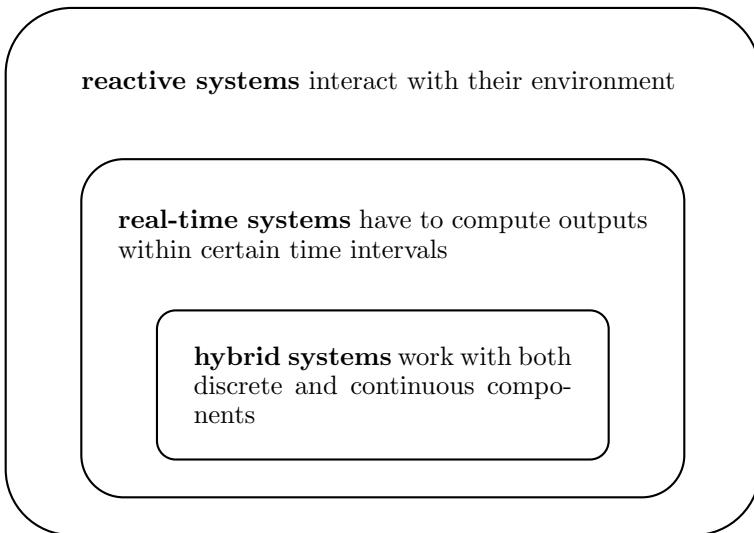 reactive systems interact with their environment
real-time systems have to compute outputs
within certain time intervals
hybrid systems work with both
discrete and continuous compo-
nents